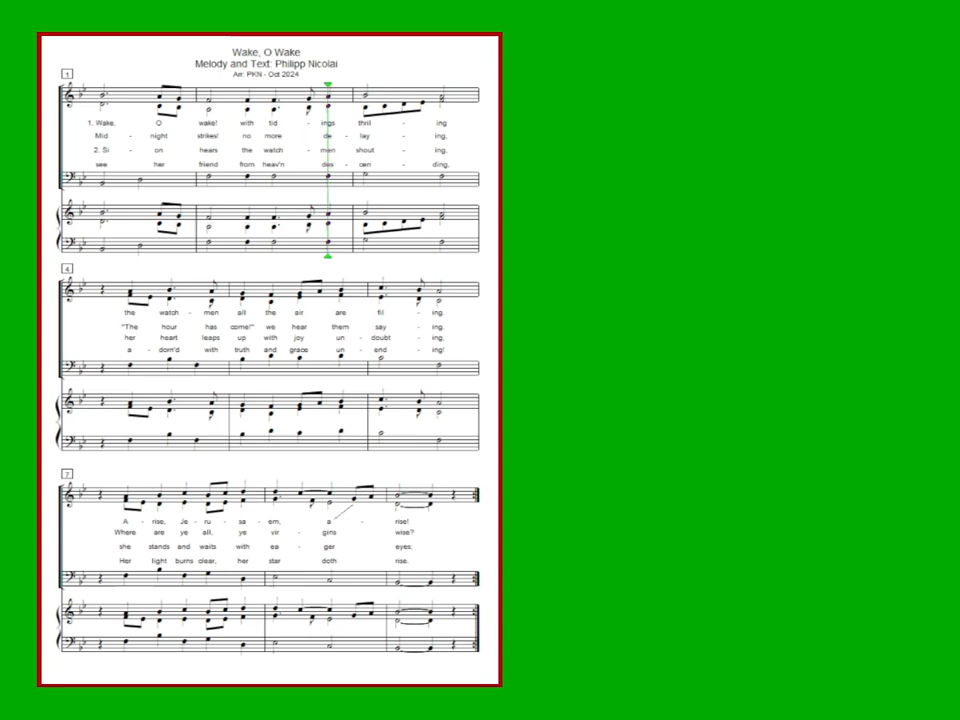 Wake, O Wake
Melody and Text: Philipp Nicolai
Arr: PKN - Oct 2024
1
1. Wake, O wake! with tid - ings thrill - ing
Mid - night strikes! no more de - lay - ing,
2. Si - on hears the watch - men shout - ing,
see her friend from heav'n des - cen - ding,
4
the watch - men all the air are fil - ing.
"The hour has come!" we hear them say - ing.
her heart leaps up with joy un - doubt - ing,
a - dorn'd with truth and grace un - end - ing!
7
A - rise, Je - ru - sa - em, a - rise!
Where are ye all, ye vir - gins wise?
she stands and waits with ea - ger eyes;
Her light burns clear, her star doth rise.